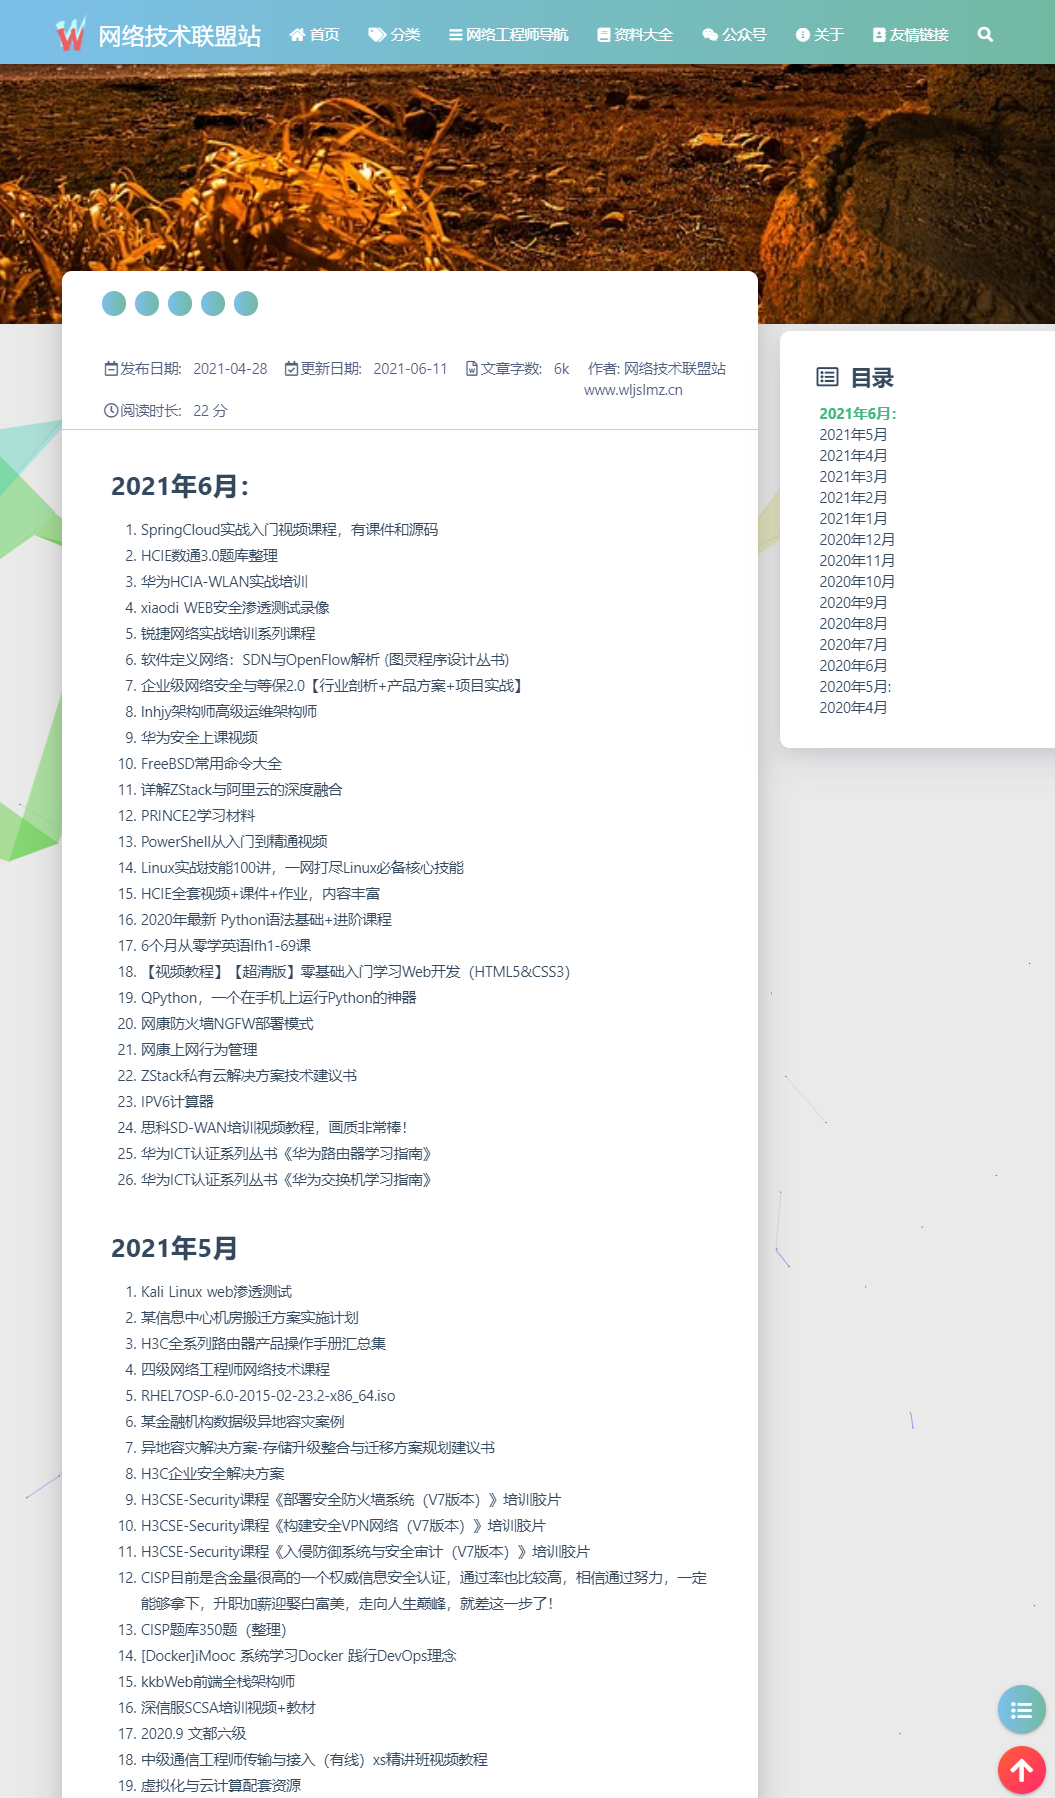 网络技术联盟站 首页 分类 网络工程师导航 资料大全 公众号 关于 友情链接
发布日期: 2021-04-28 更新日期: 2021-06-11 文章字数: 6k 作者: 网络技术联盟站
www.wljslmz.cn
阅读时长: 22 分
2021年6月：
1. SpringCloud实战入门视频课程，有课件和源码
2. HCIE数通3.0题库整理
3. 华为HCIA-WLAN实战培训
4. xiaodi WEB安全渗透测试录像
5. 锐捷网络实战培训系列课程
6. 软件定义网络：SDN与OpenFlow解析 (图灵程序设计丛书)
7. 企业级网络安全与等保2.0【行业剖析+产品方案+项目实战】
8. lnhjy架构师高级运维架构师
9. 华为安全上课视频
10. FreeBSD常用命令大全
11. 详解ZStack与阿里云的深度融合
12. PRINCE2学习材料
13. PowerShell从入门到精通视频
14. Linux实战技能100讲，一网打尽Linux必备核心技能
15. HCIE全套视频+课件+作业，内容丰富
16. 2020年最新 Python语法基础+进阶课程
17. 6个月从零学英语lfh1-69课
18. 【视频教程】【超清版】零基础入门学习Web开发（HTML5&CSS3）
19. QPython，一个在手机上运行Python的神器
20. 网康防火墙NGFW部署模式
21. 网康上网行为管理
22. ZStack私有云解决方案技术建议书
23. IPV6计算器
24. 思科SD-WAN培训视频教程，画质非常棒！
25. 华为ICT认证系列丛书《华为路由器学习指南》
26. 华为ICT认证系列丛书《华为交换机学习指南》
2021年5月
1. Kali Linux web渗透测试
2. 某信息中心机房搬迁方案实施计划
3. H3C全系列路由器产品操作手册汇总集
4. 四级网络工程师网络技术课程
5. RHEL7OSP-6.0-2015-02-23.2-x86_64.iso
6. 某金融机构数据级异地容灾案例
7. 异地容灾解决方案-存储升级整合与迁移方案规划建议书
8. H3C企业安全解决方案
9. H3CSE-Security课程《部署安全防火墙系统（V7版本）》培训胶片
10. H3CSE-Security课程《构建安全VPN网络（V7版本）》培训胶片
11. H3CSE-Security课程《入侵防御系统与安全审计（V7版本）》培训胶片
12. CISP目前是含金量很高的一个权威信息安全认证，通过率也比较高，相信通过努力，一定
能够拿下，升职加薪迎娶白富美，走向人生巅峰，就差这一步了！
13. CISP题库350题（整理）
14. [Docker]iMooc 系统学习Docker 践行DevOps理念
15. kkbWeb前端全栈架构师
16. 深信服SCSA培训视频+教材
17. 2020.9 文都六级
18. 中级通信工程师传输与接入（有线）xs精讲班视频教程
19. 虚拟化与云计算配套资源
目录
2021年6月：
2021年5月
2021年4月
2021年3月
2021年2月
2021年1月
2020年12月
2020年11月
2020年10月
2020年9月
2020年8月
2020年7月
2020年6月
2020年5月:
2020年4月